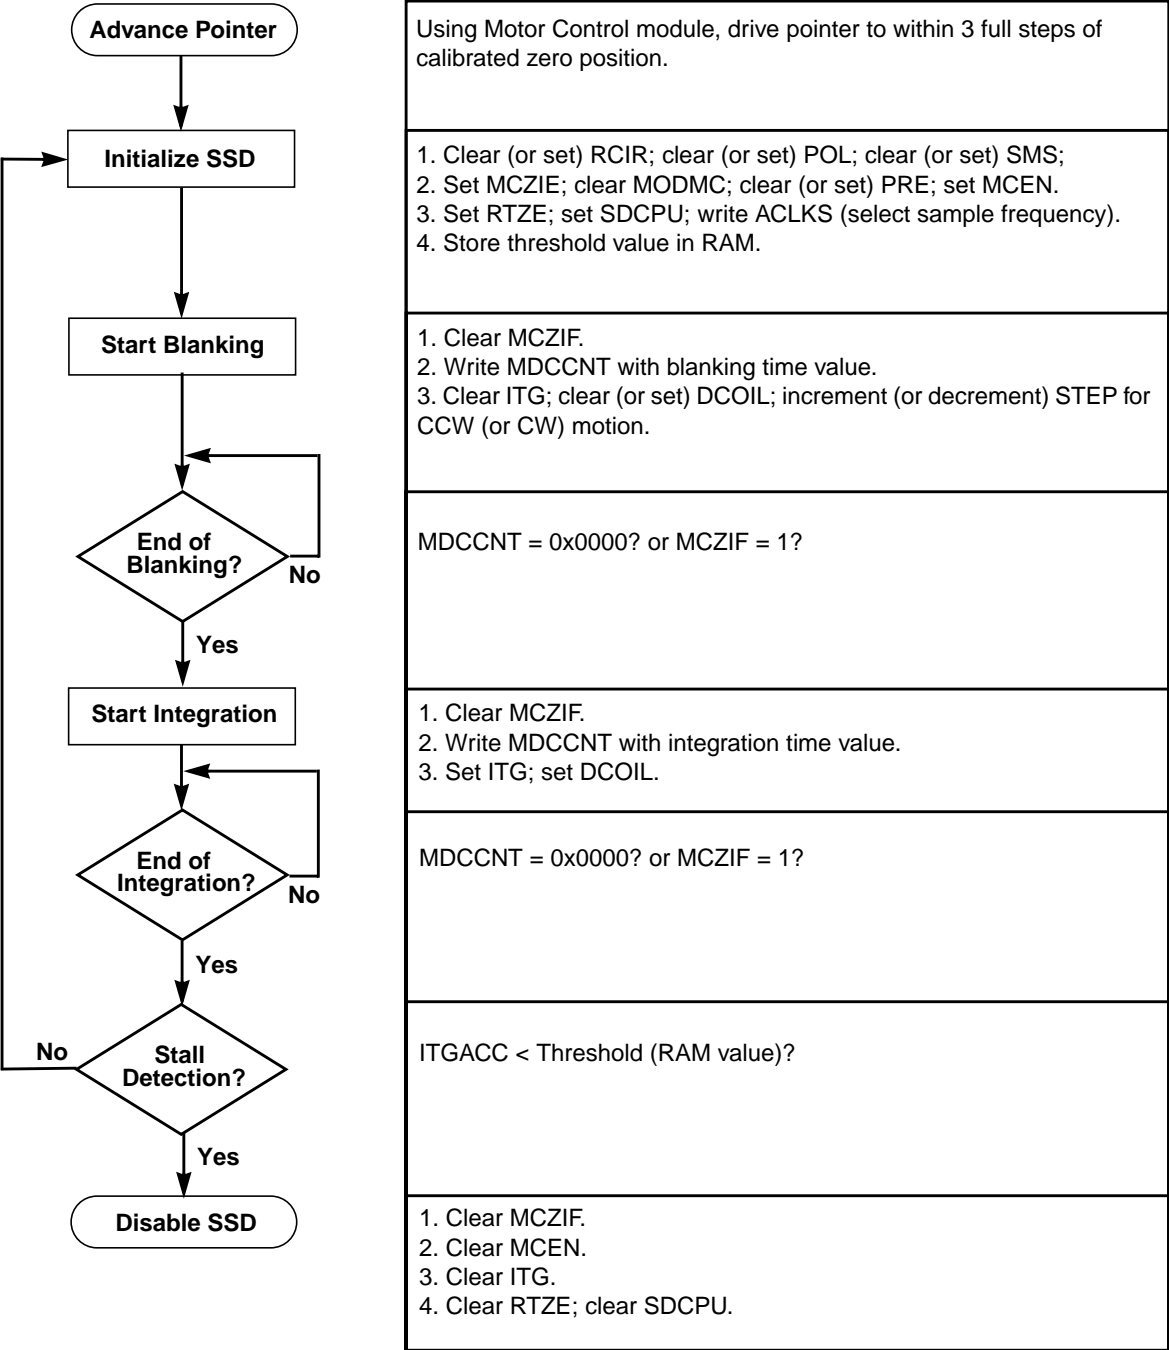 Advance Pointer
Using Motor Control module, drive pointer to within 3 full steps of
calibrated zero position.
Initialize SSD
1. Clear (or set) RCIR; clear (or set) POL; clear (or set) SMS;
2. Set MCZIE; clear MODMC; clear (or set) PRE; set MCEN.
3. Set RTZE; set SDCPU; write ACLKS (select sample frequency).
4. Store threshold value in RAM.
Start Blanking
1. Clear MCZIF.
2. Write MDCCNT with blanking time value.
3. Clear ITG; clear (or set) DCOIL; increment (or decrement) STEP for
CCW (or CW) motion.
End of
Blanking?
No
Yes
MDCCNT = 0x0000? or MCZIF = 1?
Start Integration
1. Clear MCZIF.
2. Write MDCCNT with integration time value.
3. Set ITG; set DCOIL.
End of
Integration?
No
Yes
MDCCNT = 0x0000? or MCZIF = 1?
No
Stall
Detection?
Yes
ITGACC < Threshold (RAM value)?
Disable SSD
1. Clear MCZIF.
2. Clear MCEN.
3. Clear ITG.
4. Clear RTZE; clear SDCPU.